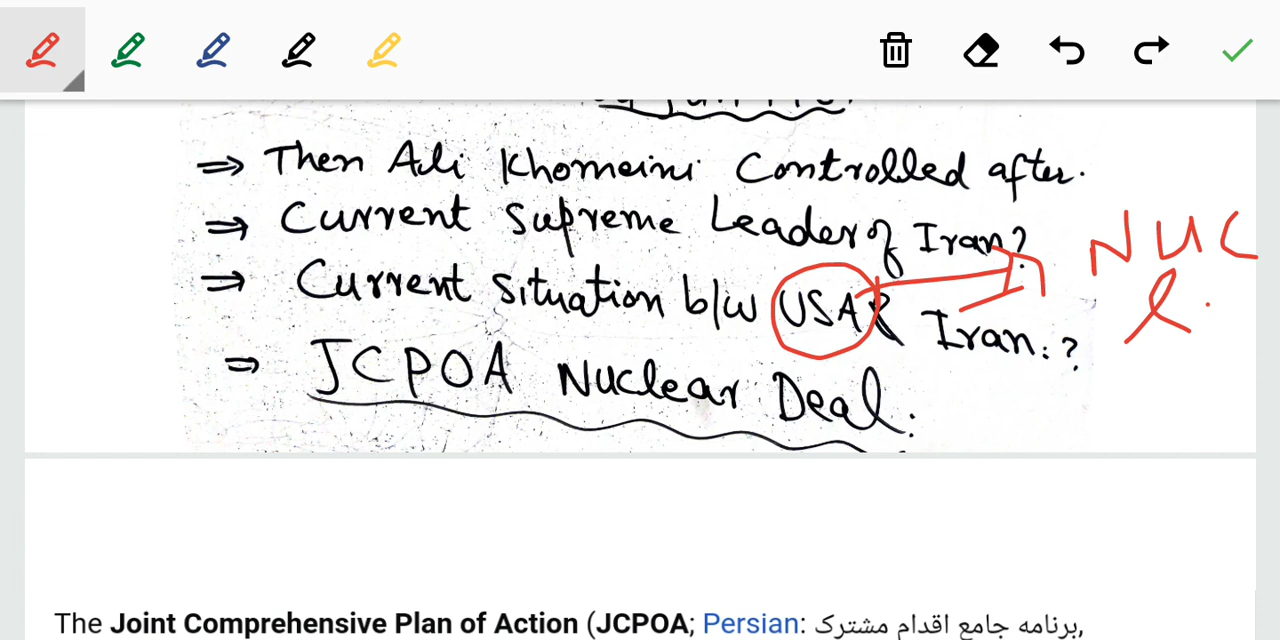 ⇒ Then Ali Khomeini Controlled after.
⇒ Current Supreme Leader of Iran?
⇒ Current Situation b/w USA & Iran.?
NUC
l.
⇒ JCPOA Nuclear Deal.
The Joint Comprehensive Plan of Action (JCPOA; Persian: برنامه جامع اقدام مشترک,